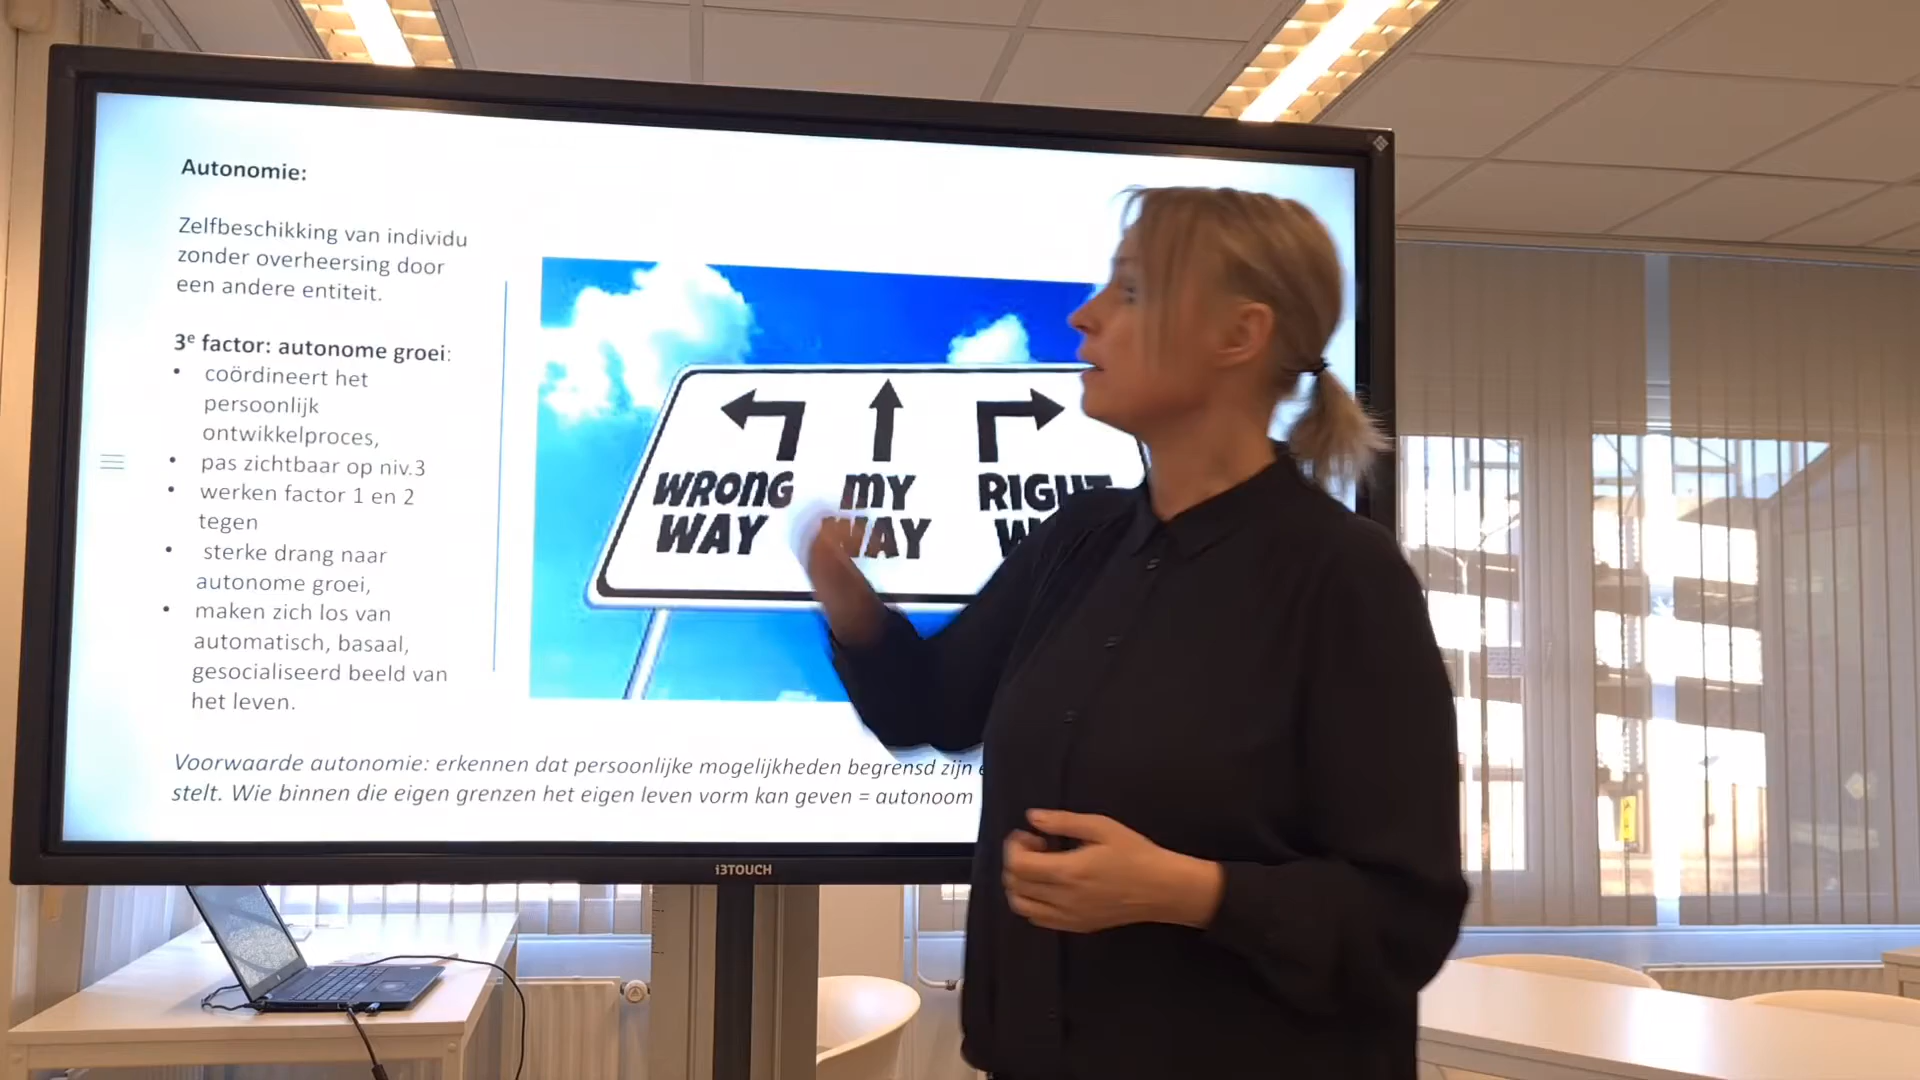 Autonomie:
Zelfbeschikking van individu
zonder overheersing door
een andere entiteit.
3e factor: autonome groei:
• coördineert het
persoonlijk
ontwikkelproces,
• pas zichtbaar op niv.3
• werken factor 1 en 2
tegen
• sterke drang naar
autonome groei,
• maken zich los van
automatisch, basaal,
gesocialiseerd beeld van
het leven.
WRONG
WAY
MY
WAY
RIGHT
Voorwaarde autonomie: erkennen dat persoonlijke mogelijkheden begrensd zijn
stelt. Wie binnen die eigen grenzen het eigen leven vorm kan geven = autonoom
i3TOUCH